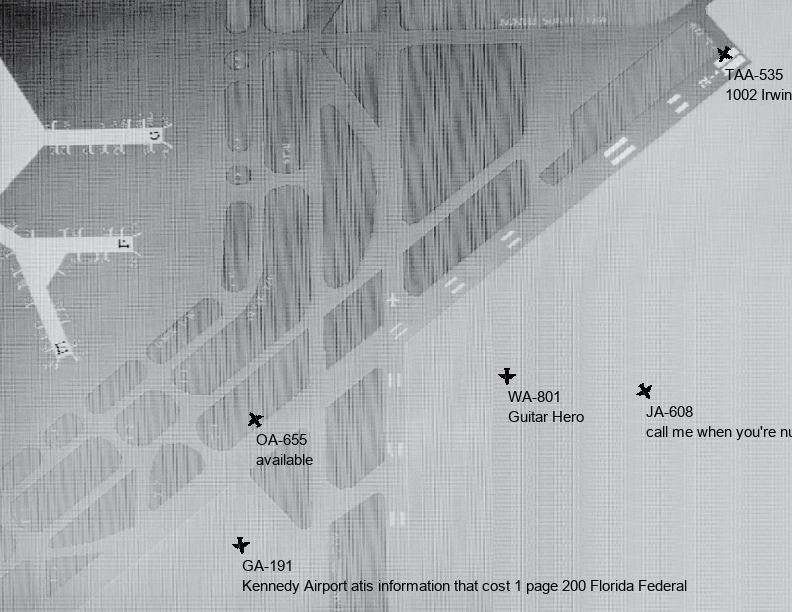 TAA-535
1002 Irwin
WA-801
Guitar Hero
JA-608
call me when you're nu
OA-655
available
GA-191
Kennedy Airport atis information that cost 1 page 200 Florida Federal